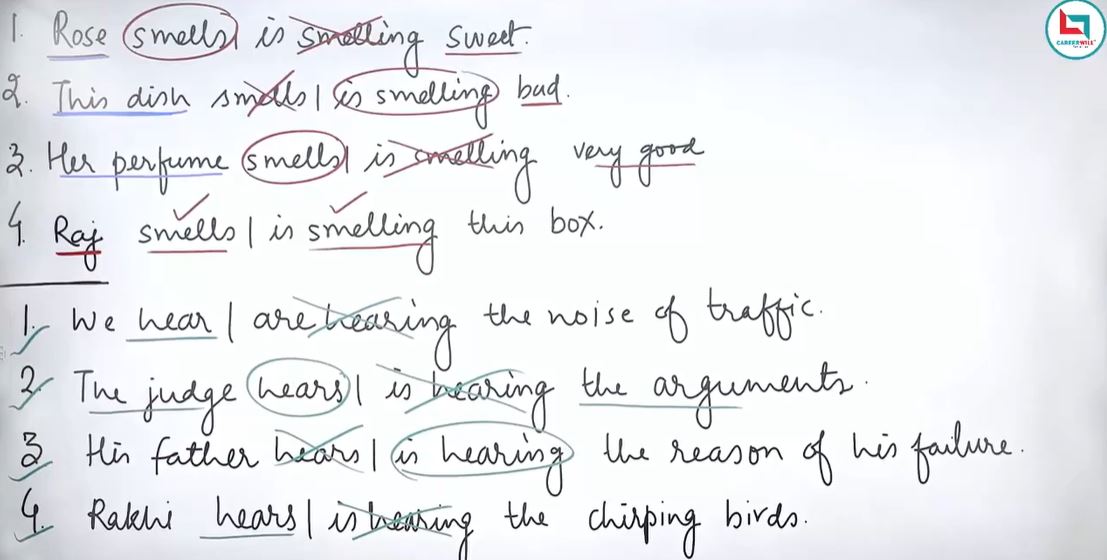 1. Rose smells is smelling sweet.
CAREERWILL
2. This dish smells | is smelling bad.
3. Her perfume smells | is smelling very good
4. Raj smells | is smelling this box.
1. We hear | are hearing the noise of traffic.
2. The judge hears | is hearing the arguments.
3 His father hears | is hearing the reason of his failure.
4. Rakhi hears | is hearing the chirping birds.